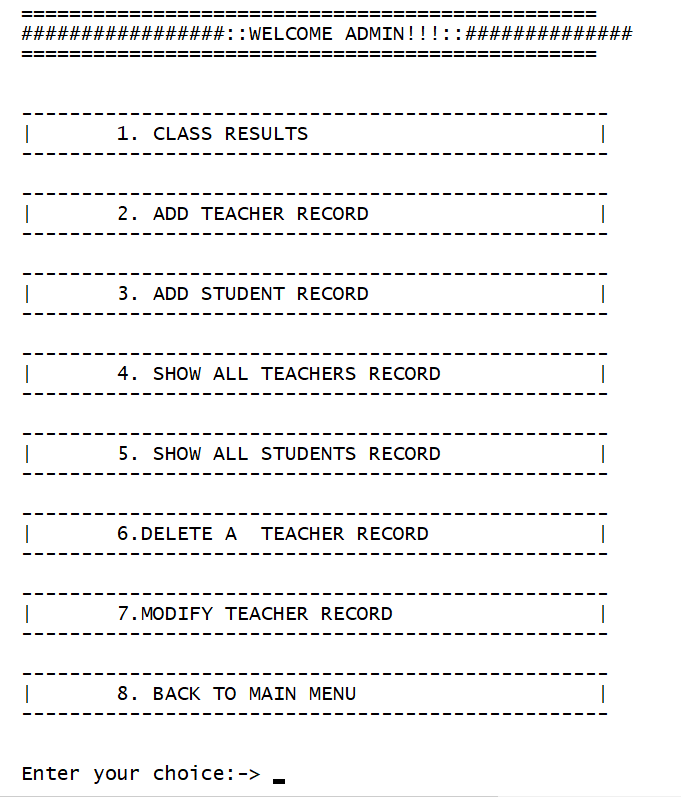 ================================================
#################::WELCOME ADMIN!!!::##############
================================================
-------------------------------------------------
|       1. CLASS RESULTS                        |
-------------------------------------------------
-------------------------------------------------
|       2. ADD TEACHER RECORD                   |
-------------------------------------------------
-------------------------------------------------
|       3. ADD STUDENT RECORD                   |
-------------------------------------------------
-------------------------------------------------
|       4. SHOW ALL TEACHERS RECORD             |
-------------------------------------------------
-------------------------------------------------
|       5. SHOW ALL STUDENTS RECORD             |
-------------------------------------------------
-------------------------------------------------
|       6.DELETE A  TEACHER RECORD              |
-------------------------------------------------
-------------------------------------------------
|       7.MODIFY TEACHER RECORD                 |
-------------------------------------------------
-------------------------------------------------
|       8. BACK TO MAIN MENU                    |
-------------------------------------------------
Enter your choice:-> _